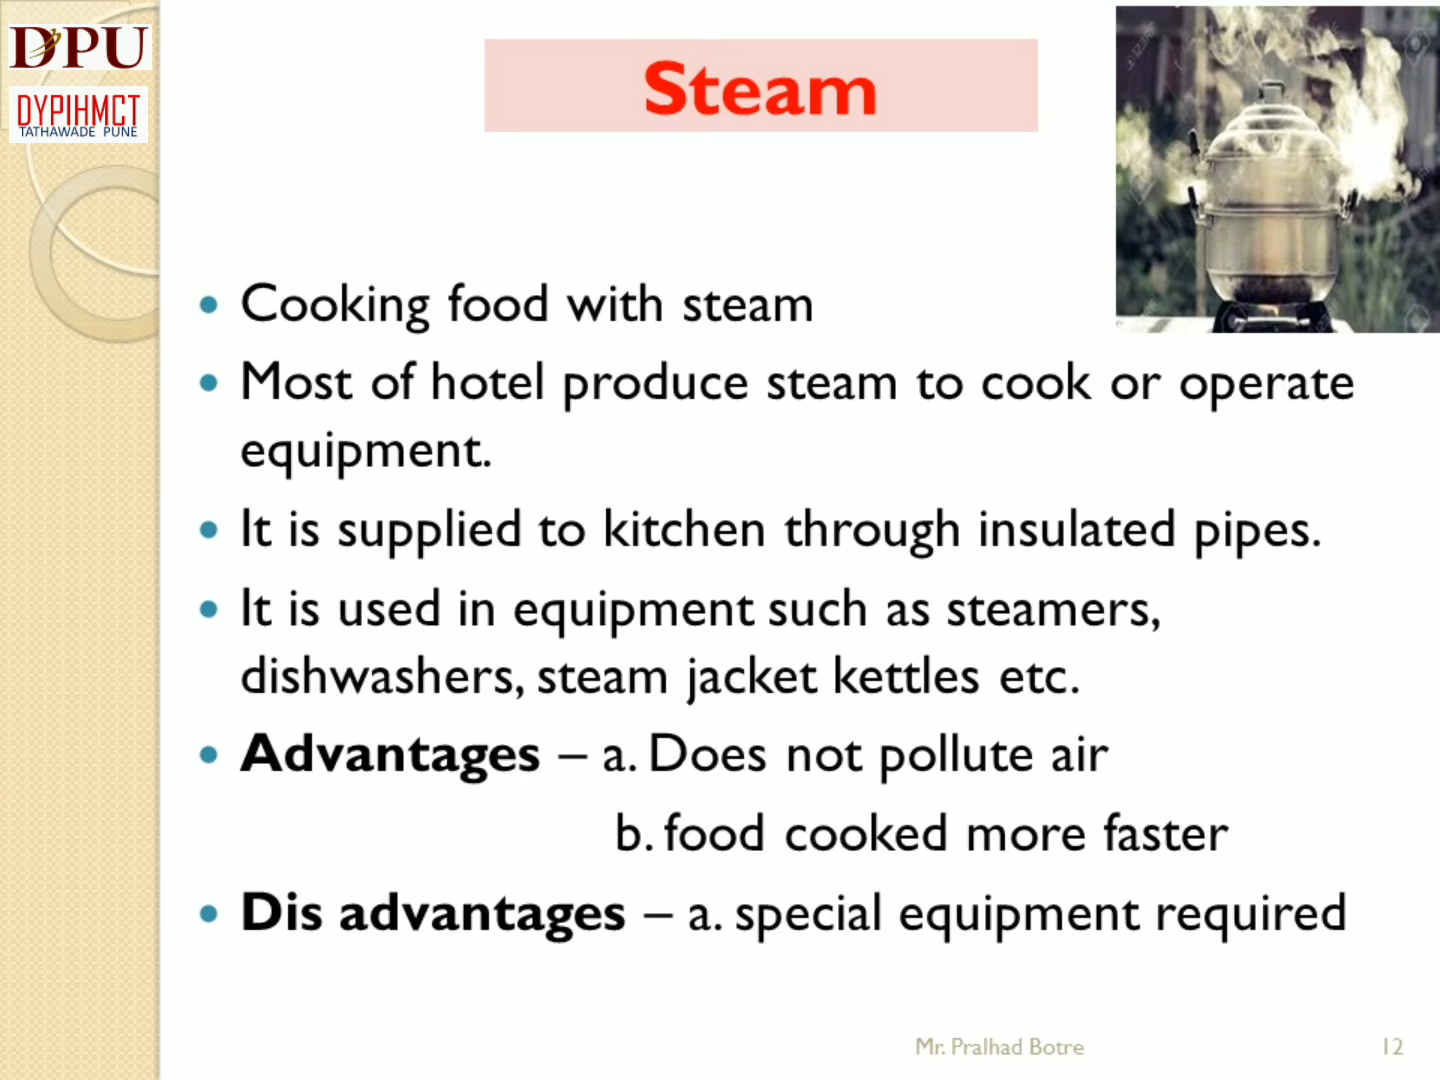 DPU
DYPIHMCT
TATHAWADE PUNE
Steam
• Cooking food with steam
• Most of hotel produce steam to cook or operate
equipment.
• It is supplied to kitchen through insulated pipes.
• It is used in equipment such as steamers,
dishwashers, steam jacket kettles etc.
• Advantages – a. Does not pollute air
b. food cooked more faster
• Dis advantages – a. special equipment required
Mr. Pralhad Botre
12